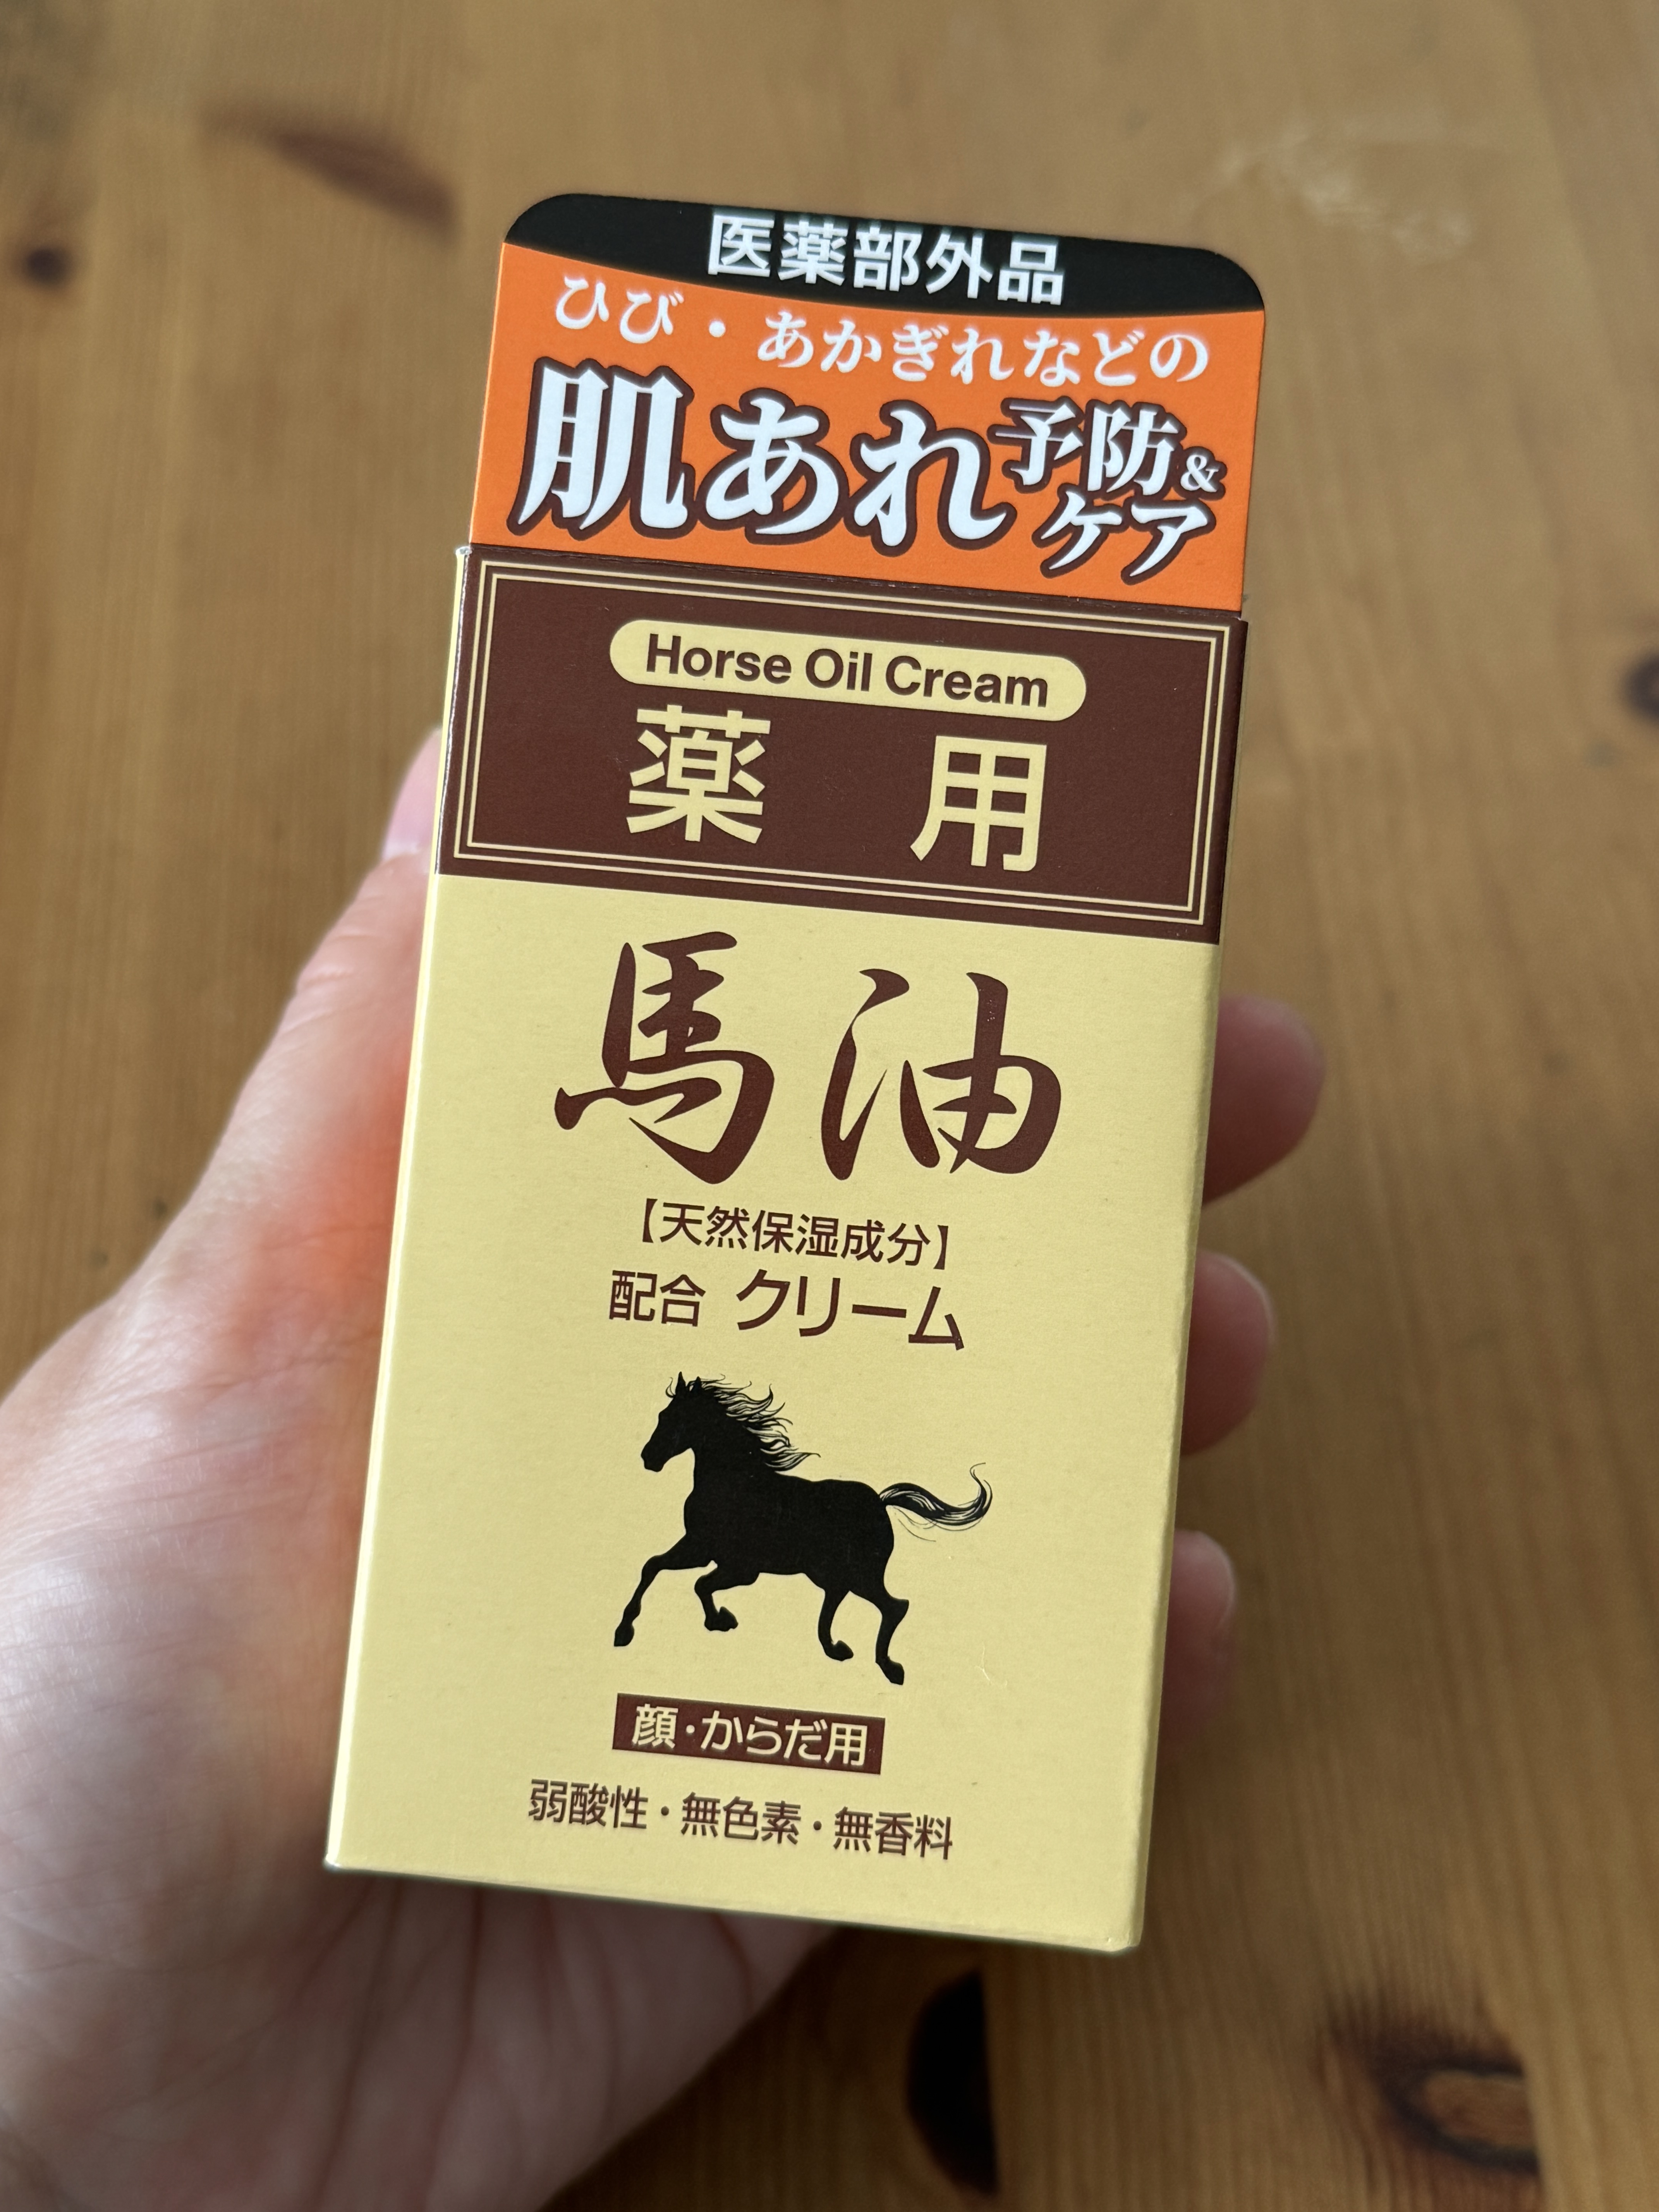 医薬部外品
ひび・あかぎれなどの
肌あれ予防&ケア
Horse Oil Cream
薬用
馬油
【天然保湿成分】
配合 クリーム
顔・からだ用
弱酸性・無色素・無香料